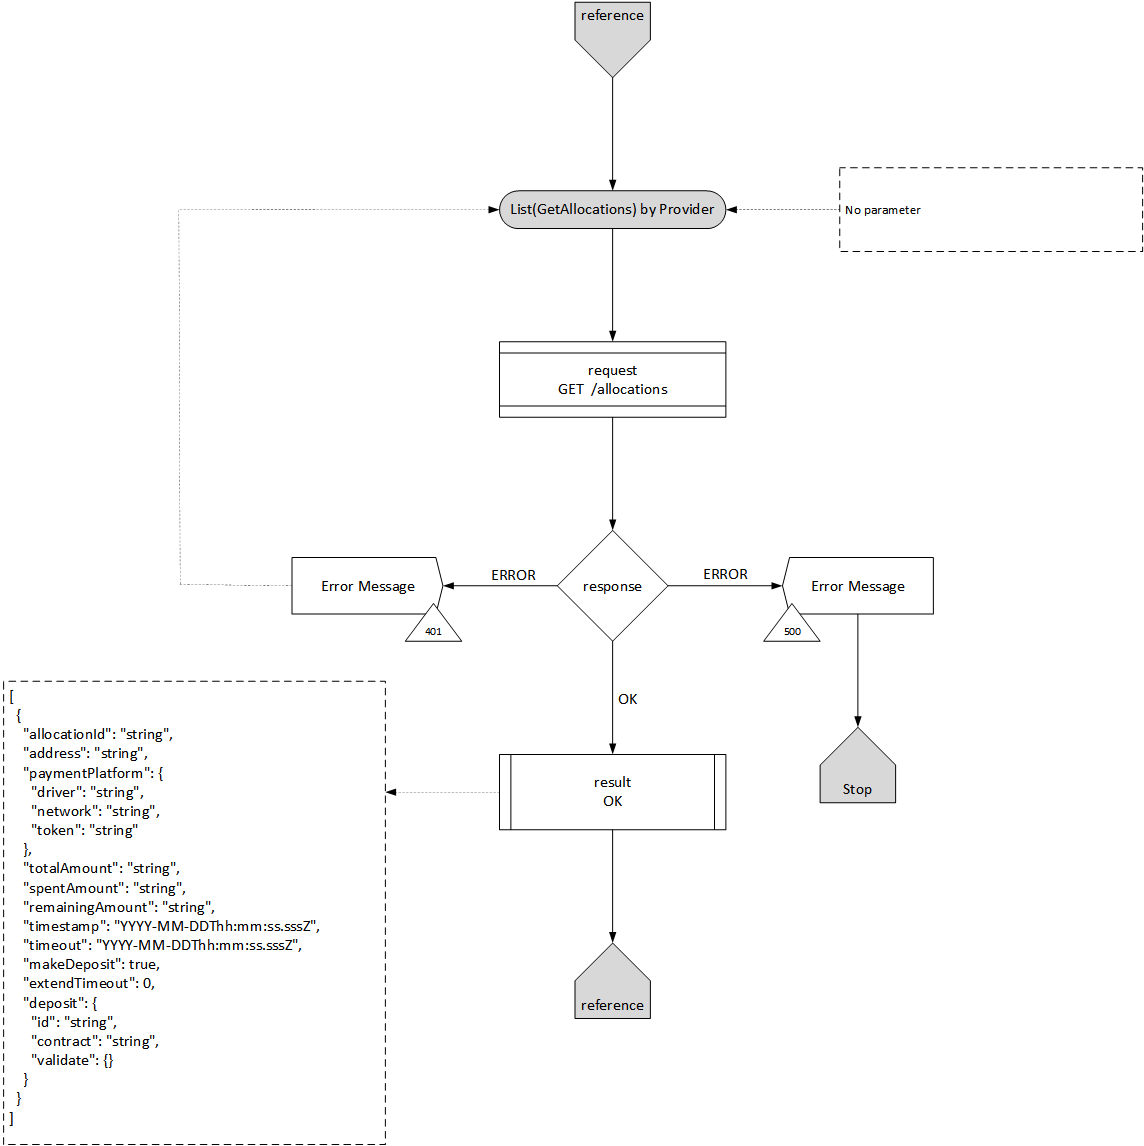 reference
List(GetAllocations) by Provider
No parameter
request
GET /allocations
ERROR
ERROR
Error Message
response
Error Message
401
500
OK
[
{
"allocationId": "string",
"address": "string",
"paymentPlatform": {
"driver": "string",
"network": "string",
"token": "string"
},
"totalAmount": "string",
"spentAmount": "string",
"remainingAmount": "string",
"timestamp": "YYYY-MM-DDThh:mm:ss.sssZ",
"timeout": "YYYY-MM-DDThh:mm:ss.sssZ",
"makeDeposit": true,
"extendTimeout": 0,
"deposit": {
"id": "string",
"contract": "string",
"validate": {}
}
}
]
result
OK
Stop
reference